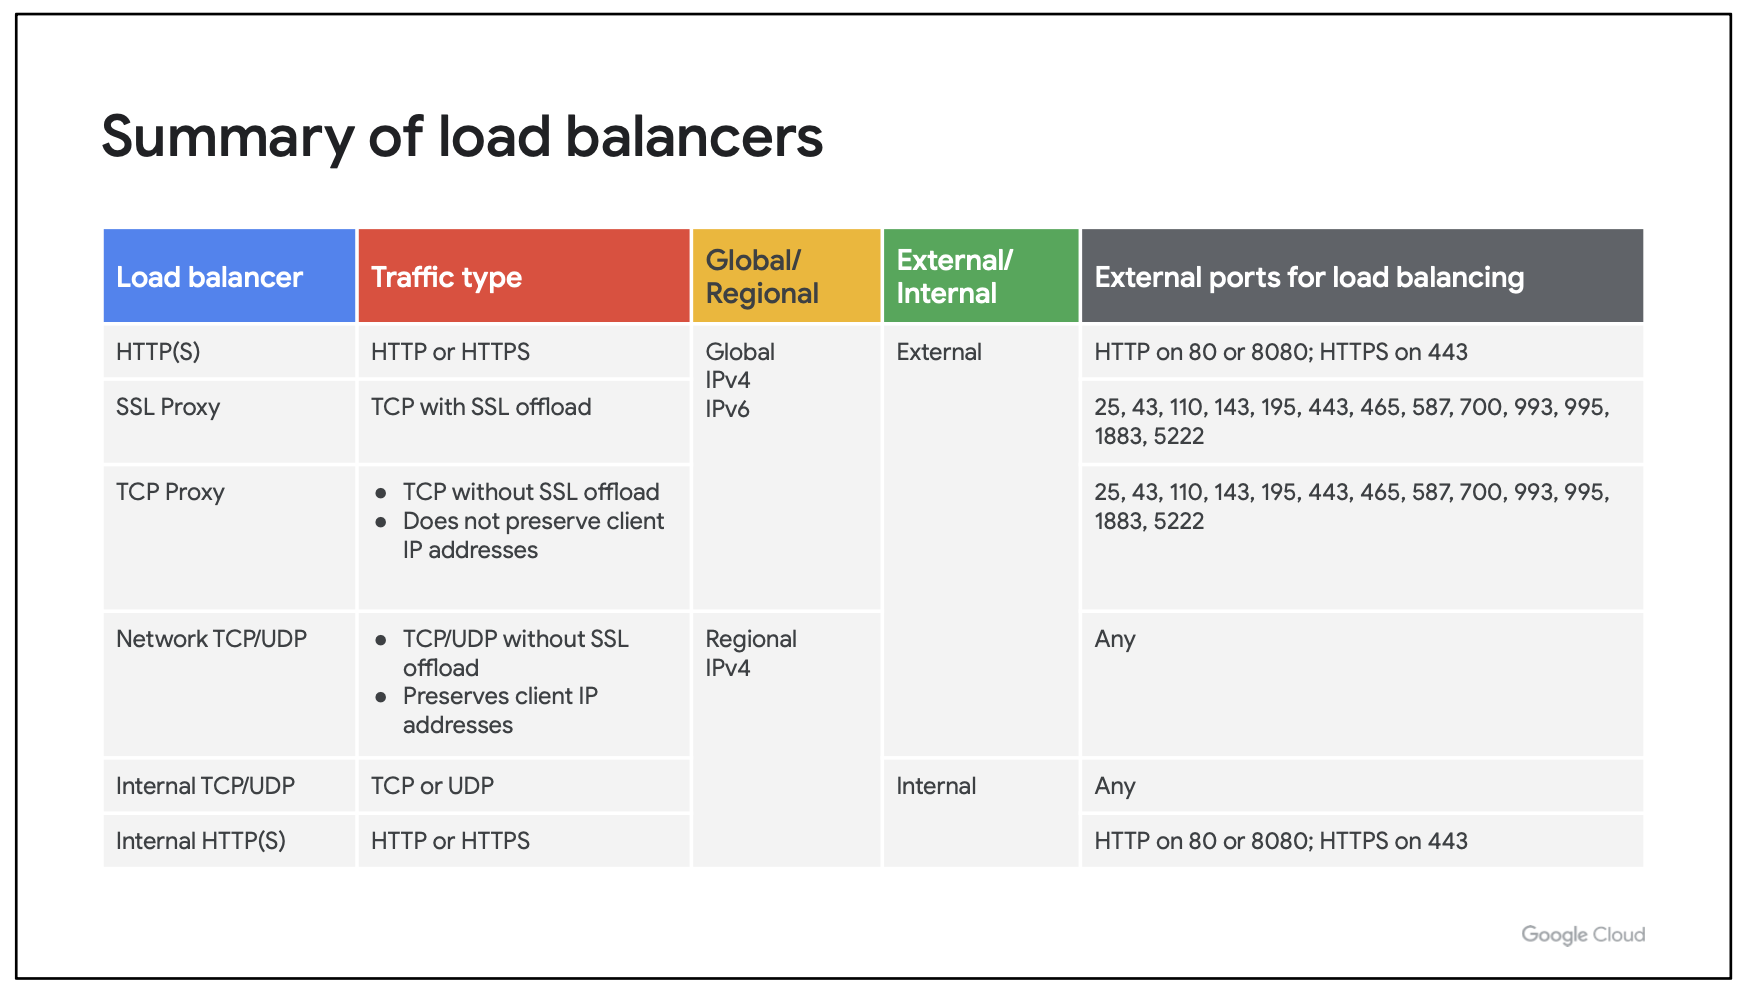 Summary of load balancers
Load balancer
Traffic type
Global/
Regional
External/
Internal
External ports for load balancing
HTTP(S)
HTTP or HTTPS
Global
IPv4
IPv6
External
HTTP on 80 or 8080; HTTPS on 443
SSL Proxy
TCP with SSL offload
25, 43, 110, 143, 195, 443, 465, 587, 700, 993, 995,
1883, 5222
TCP Proxy
● TCP without SSL offload
● Does not preserve client
IP addresses
25, 43, 110, 143, 195, 443, 465, 587, 700, 993, 995,
1883, 5222
Network TCP/UDP
● TCP/UDP without SSL
offload
● Preserves client IP
addresses
Regional
IPv4
Any
Internal TCP/UDP
TCP or UDP
Internal
Any
Internal HTTP(S)
HTTP or HTTPS
HTTP on 80 or 8080; HTTPS on 443
Google Cloud